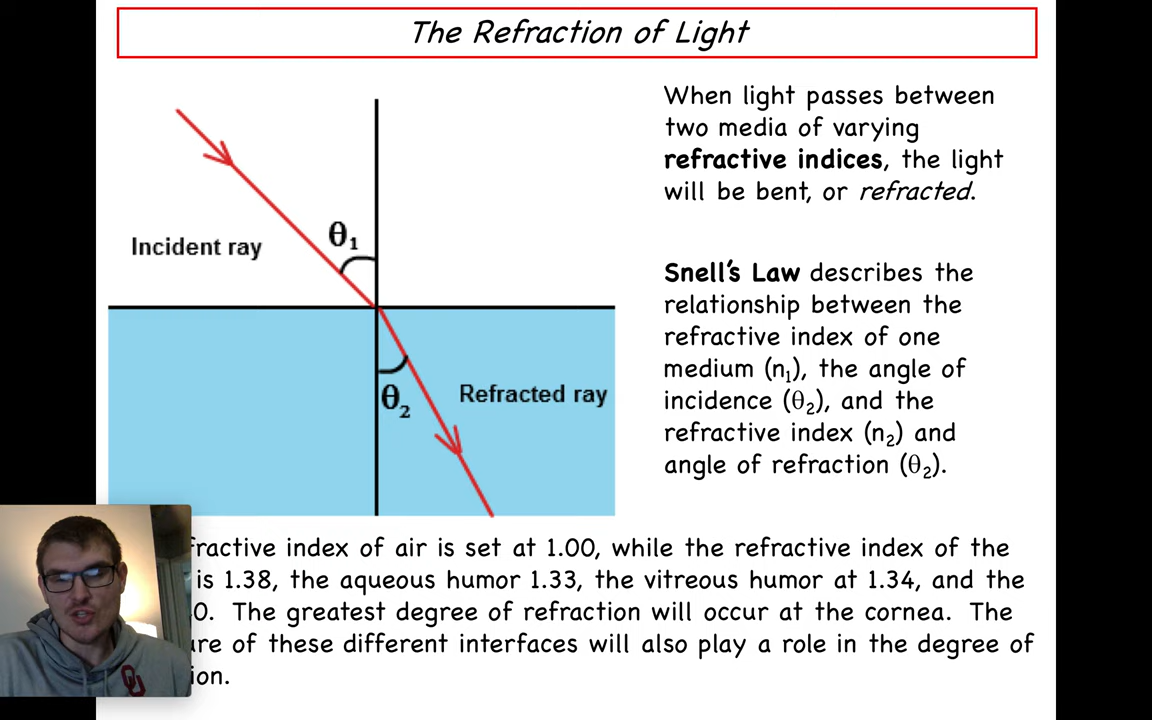 The Refraction of Light
When light passes between
two media of varying
refractive indices, the light
will be bent, or refracted.
θ1
Incident ray
Snell's Law describes the
relationship between the
refractive index of one
medium (n1), the angle of
incidence (θ2), and the
refractive index (n2) and
angle of refraction (θ2).
θ2
Refracted ray
index of air is set at 1.00, while the refractive index of the
is 1.38, the aqueous humor 1.33, the vitreous humor at 1.34, and the
The greatest degree of refraction will occur at the cornea. The
of these different interfaces will also play a role in the degree of
OU